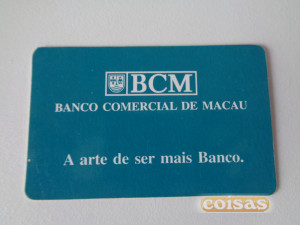 BCM
BANCO COMERCIAL DE MACAU
A arte de ser mais Banco.
coisas